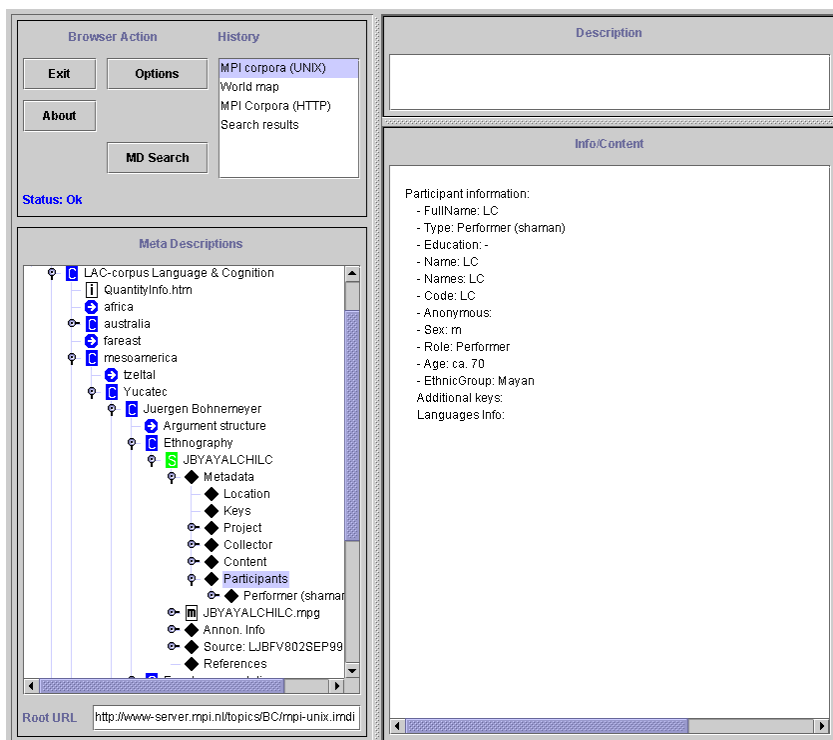 Browser Action
History
Exit
Options
About
MD Search
MPI corpora (UNIX)
World map
MPI Corpora (HTTP)
Search results
Status: Ok
Meta Descriptions
C LAC-corpus Language & Cognition
i QuantityInfo.htm
africa
C australia
fareast
C mesoamerica
tzeltal
C Yucatec
C Juergen Bohnemeyer
Argument structure
C Ethnography
S JBYAYALCHILC
Metadata
Location
Keys
Project
Collector
Content
Participants
Performer (shamar
m JBYAYALCHILC.mpg
Annon. Info
Source: LJBFV802SEP99
References
Root URL
http://www-server.mpi.nl/topics/BC/mpi-unix.imdi
Description
Info/Content
Participant information:
- FullName: LC
- Type: Performer (shaman)
- Education: -
- Name: LC
- Names: LC
- Code: LC
- Anonymous:
- Sex: m
- Role: Performer
- Age: ca. 70
- EthnicGroup: Mayan
Additional keys:
Languages Info: